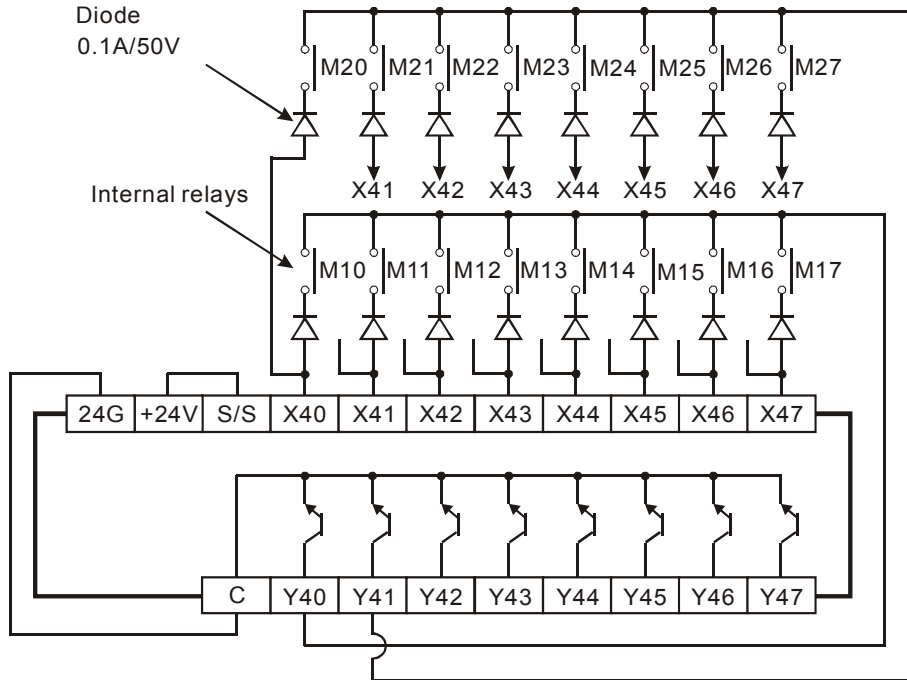 Diode
0.1A/50V
M20 M21 M22 M23 M24 M25 M26 M27
X41 X42 X43 X44 X45 X46 X47
Internal relays
M10 M11 M12 M13 M14 M15 M16 M17
24G +24V S/S X40 X41 X42 X43 X44 X45 X46 X47
C Y40 Y41 Y42 Y43 Y44 Y45 Y46 Y47